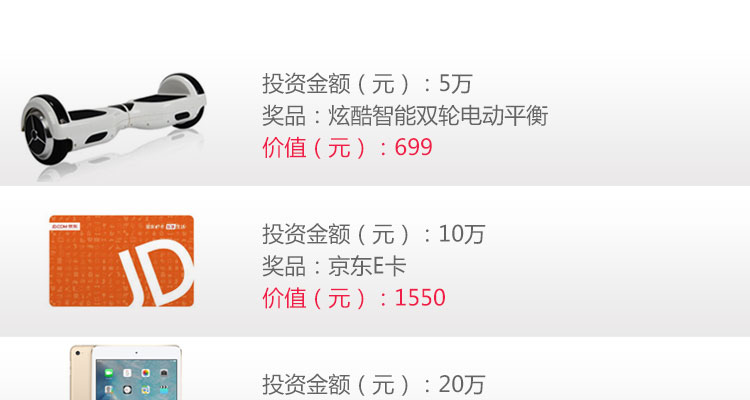 投资金额（元）：5万
奖品：炫酷智能双轮电动平衡
价值（元）：699
JD.COM 京东
JD
投资金额（元）：10万
奖品：京东E卡
价值（元）：1550
投资金额（元）：20万